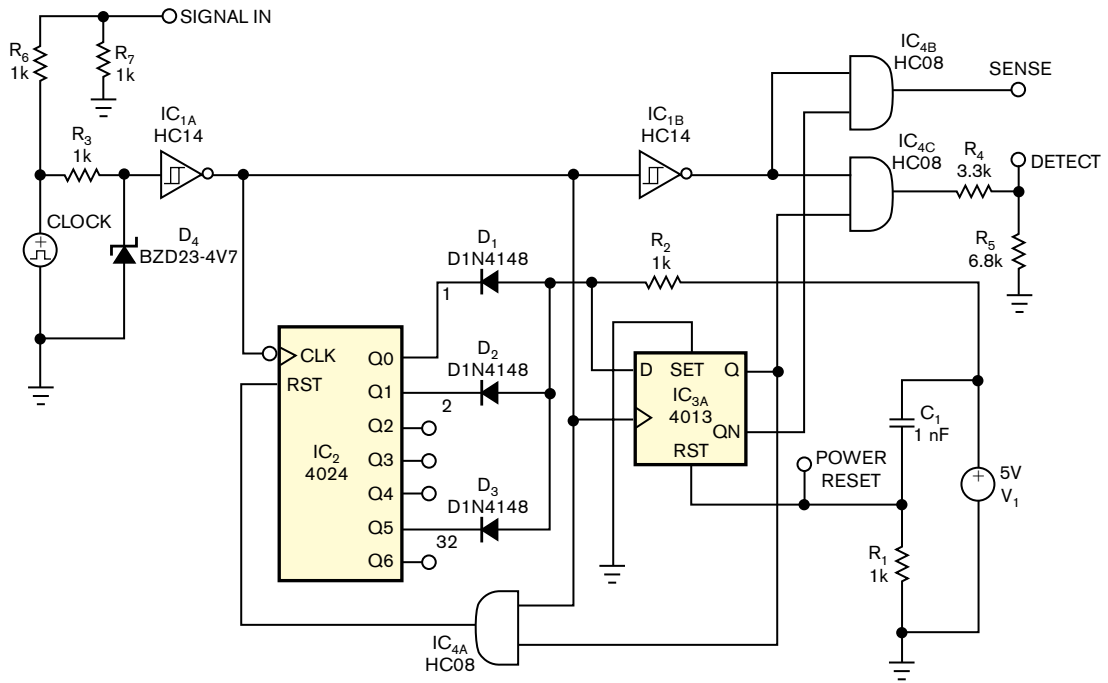 SIGNAL IN
R6
1k
R7
1k
IC4B
HC08
SENSE
IC1A
HC14
IC1B
HC14
R3
1k
IC4C
HC08
R4
3.3k
DETECT
CLOCK
+
D4
BZD23-4V7
D1
D1N4148
R2
1k
R5
6.8k
1
CLK
RST
Q0
Q1
Q2
Q3
Q4
Q5
Q6
IC2
4024
D2
D1N4148
2
D
SET
Q
IC3A
4013
QN
RST
C1
1 nF
POWER
RESET
+
5V
V1
D3
D1N4148
32
R1
1k
IC4A
HC08